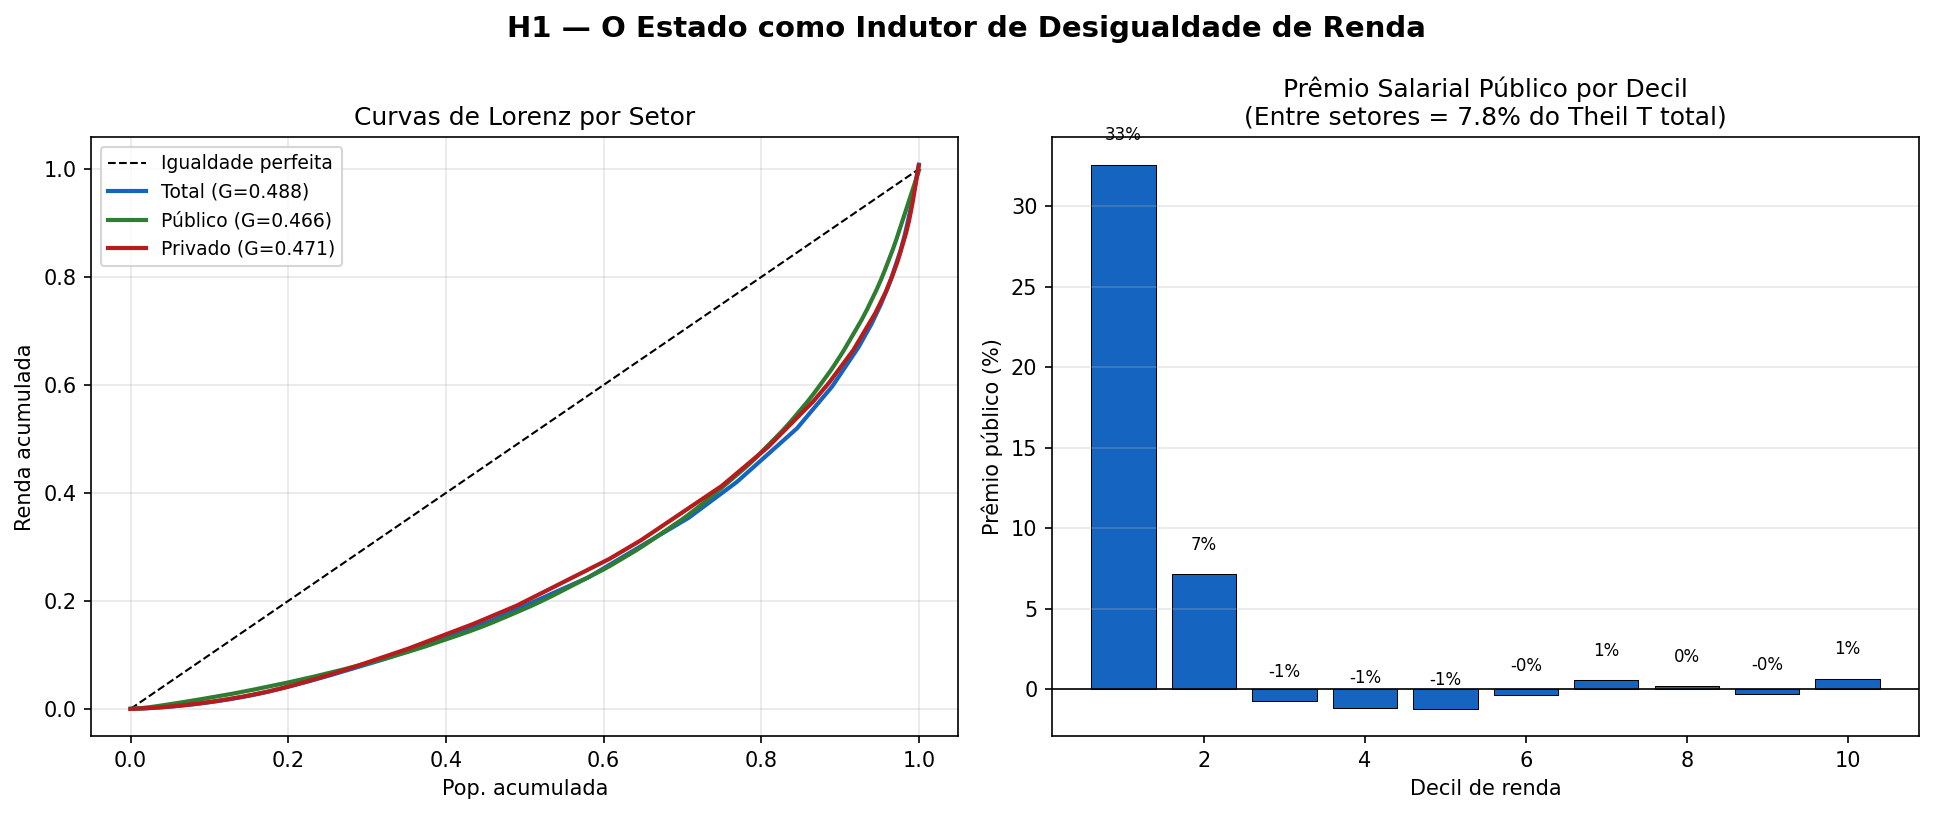 H1 — O Estado como Indutor de Desigualdade de Renda
Curvas de Lorenz por Setor
Igualdade perfeita
Total (G=0.488)
Público (G=0.466)
Privado (G=0.471)
Renda acumulada
1.0
0.8
0.6
0.4
0.2
0.0
0.0 0.2 0.4 0.6 0.8 1.0
Pop. acumulada
Prêmio Salarial Público por Decil
(Entre setores = 7.8% do Theil T total)
Prêmio público (%)
30
25
20
15
10
5
0
33%
7%
-1%
-1%
-1%
-0%
1%
0%
-0%
1%
2 4 6 8 10
Decil de renda